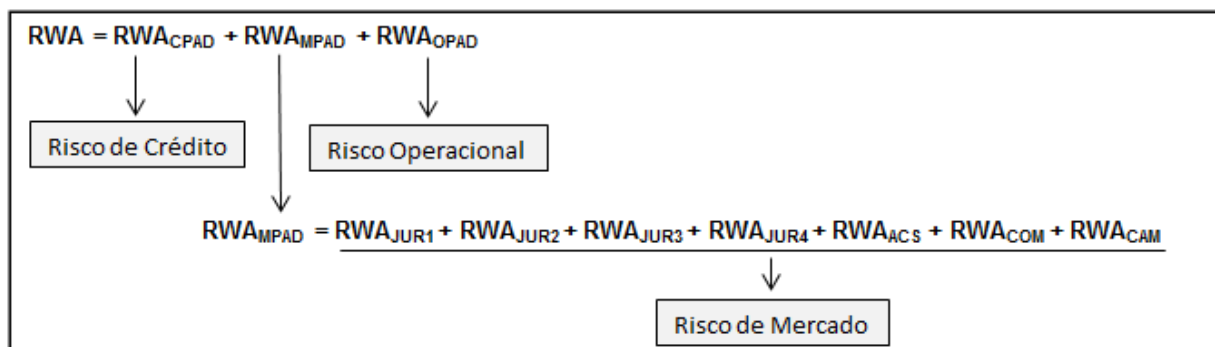 RWA = RWACPAD + RWAMPAD + RWAOPAD
Risco de Crédito
Risco Operacional
RWAMPAD = RWAJUR1 + RWAJUR2 + RWAJUR3 + RWAJUR4 + RWAACS + RWACOM + RWACAM
Risco de Mercado